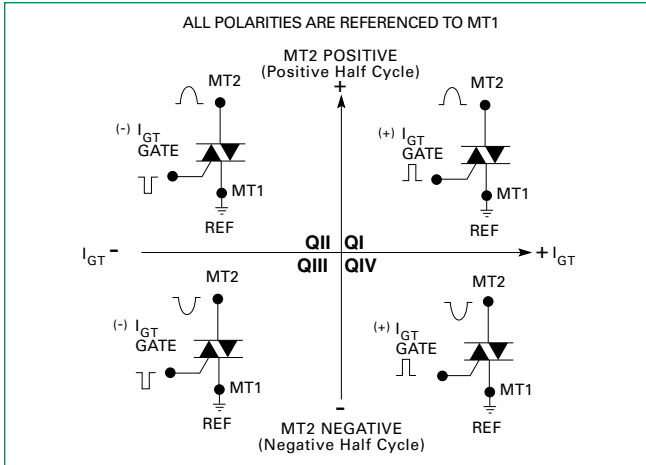 ALL POLARITIES ARE REFERENCED TO MT1
MT2 POSITIVE
(Positive Half Cycle)
+
MT2
(-) IGT
GATE
MT1
REF
MT2
(+) IGT
GATE
MT1
REF
IGT -
QII QI
QIII QIV
+ IGT
MT2
(-) IGT
GATE
MT1
REF
MT2
(+) IGT
GATE
MT1
REF
-
MT2 NEGATIVE
(Negative Half Cycle)